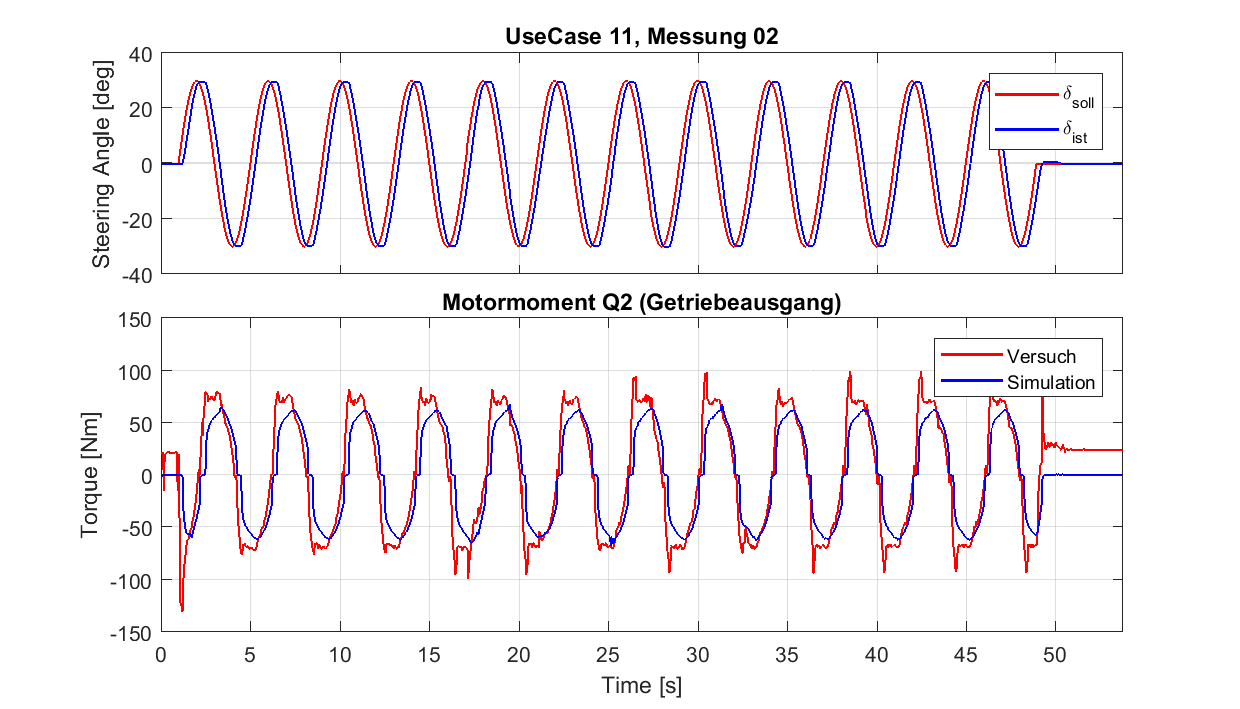 UseCase 11, Messung 02
Steering Angle [deg]
40
20
0
-20
-40
δsoll
δist
Motormoment Q2 (Getriebeausgang)
Torque [Nm]
150
100
50
0
-50
-100
-150
Versuch
Simulation
0 5 10 15 20 25 30 35 40 45 50
Time [s]